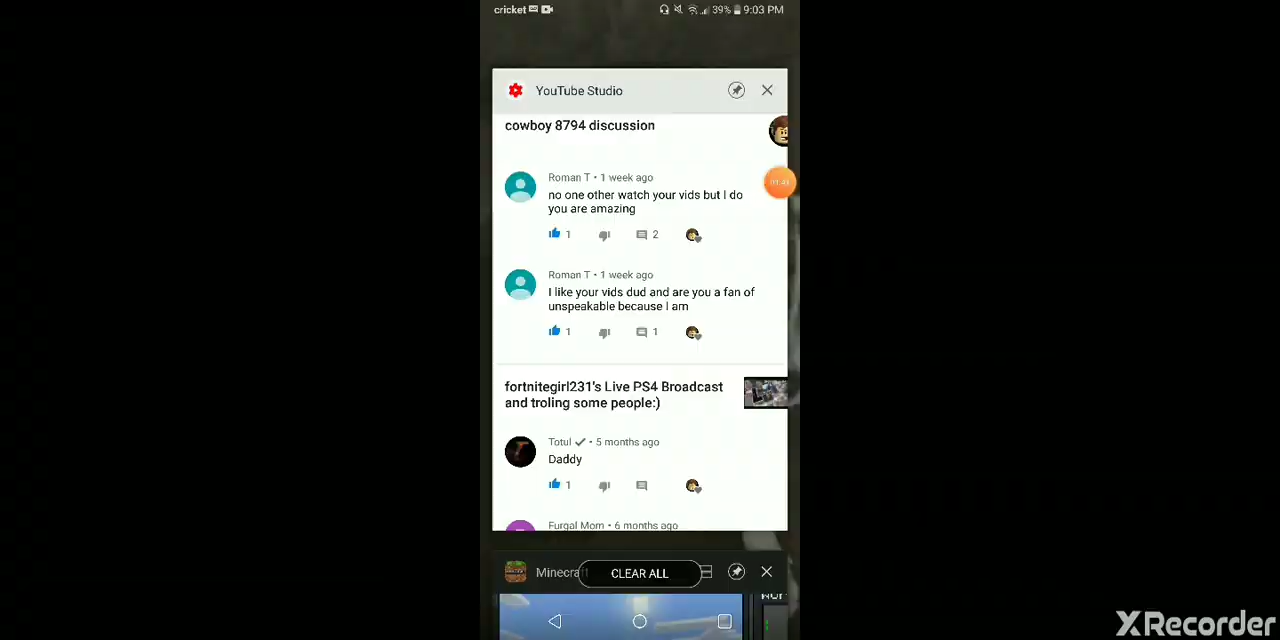 cricket 39% 9:03 PM
YouTube Studio
cowboy 8794 discussion
01:41
Roman T • 1 week ago
no one other watch your vids but I do
you are amazing
1 2
Roman T • 1 week ago
I like your vids dud and are you a fan of
unspeakable because I am
1 1
fortnitegirl231's Live PS4 Broadcast
and troling some people:)
Totul ✓ • 5 months ago
Daddy
1
Furgal Mom • 6 months ago
Minecraft CLEAR ALL
XRecorder